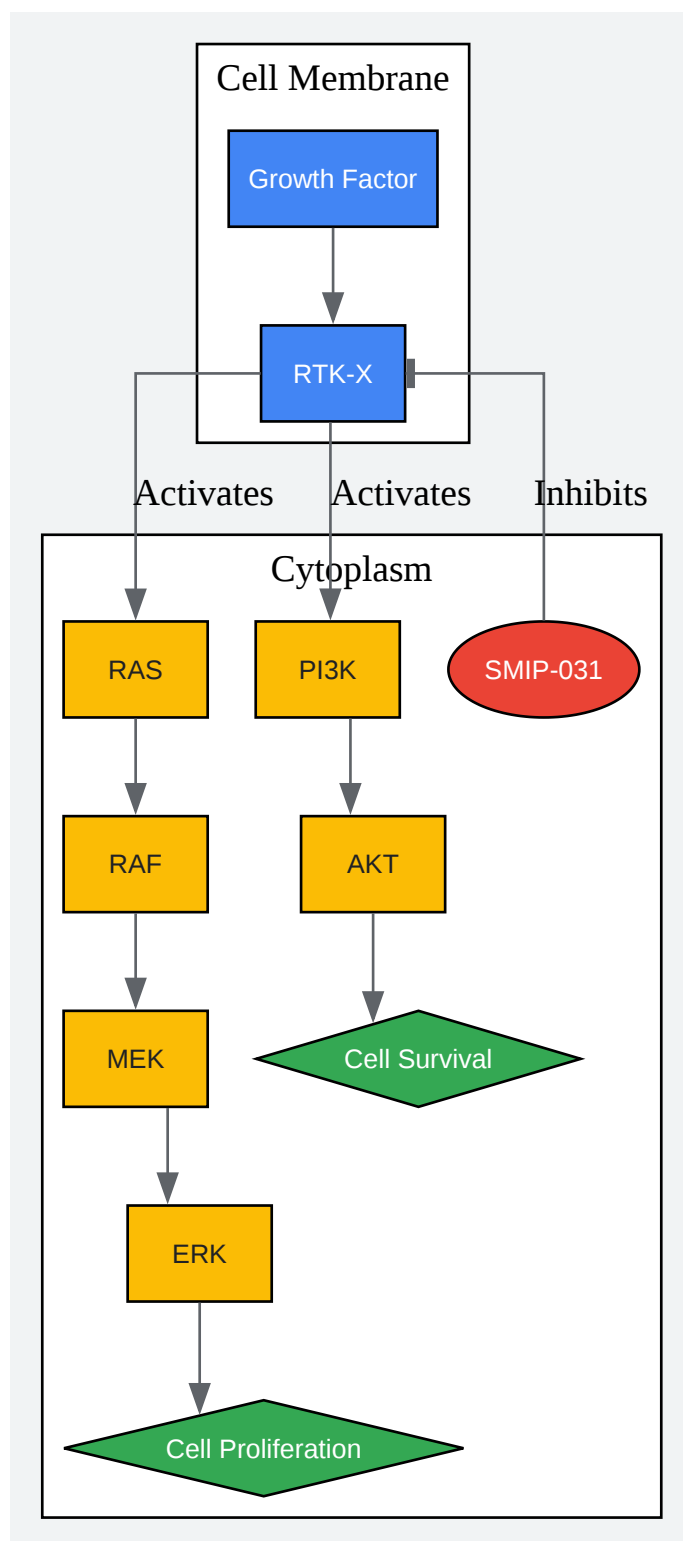 Cell Membrane
Growth Factor
RTK-X
Activates
Activates
Inhibits
Cytoplasm
RAS
PI3K
SMIP-031
RAF
AKT
MEK
Cell Survival
ERK
Cell Proliferation